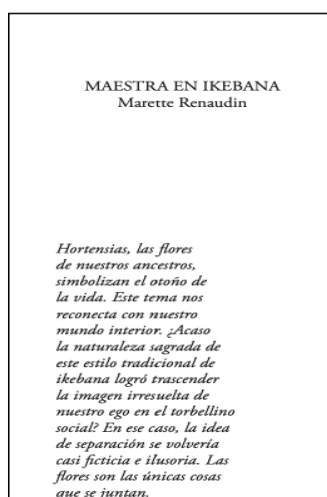 MAESTRA EN IKEBANA
Marette Renaudin
Hortensias, las flores
de nuestros ancestros,
simbolizan el otoño de
la vida. Este tema nos
reconecta con nuestro
mundo interior. ¿Acaso
la naturaleza sagrada de
este estilo tradicional de
ikebana logró trascender
la imagen irresuelta de
nuestro ego en el torbellino
social? En ese caso, la idea
de separación se volvería
casi ficticia e ilusoria. Las
flores son las únicas cosas
que se juntan.